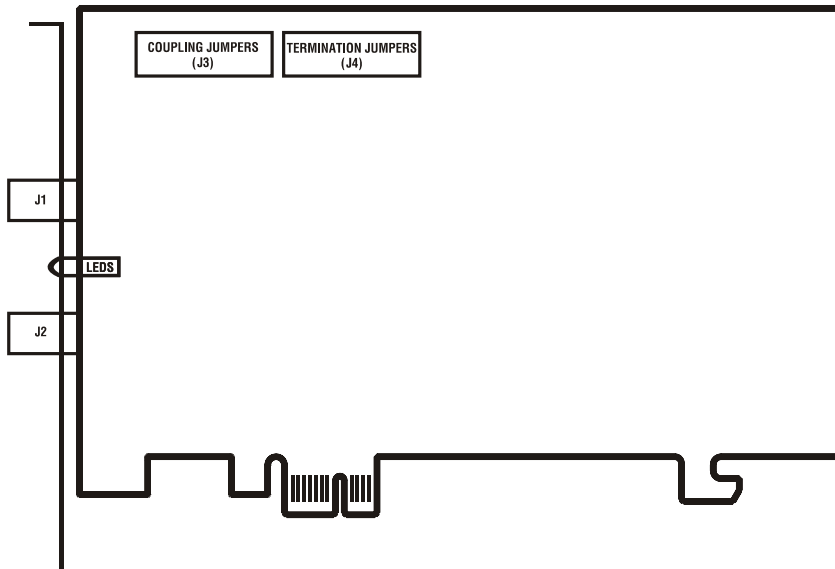 COUPLING JUMPERS
(J3)
TERMINATION JUMPERS
(J4)
J1
LEDS
J2